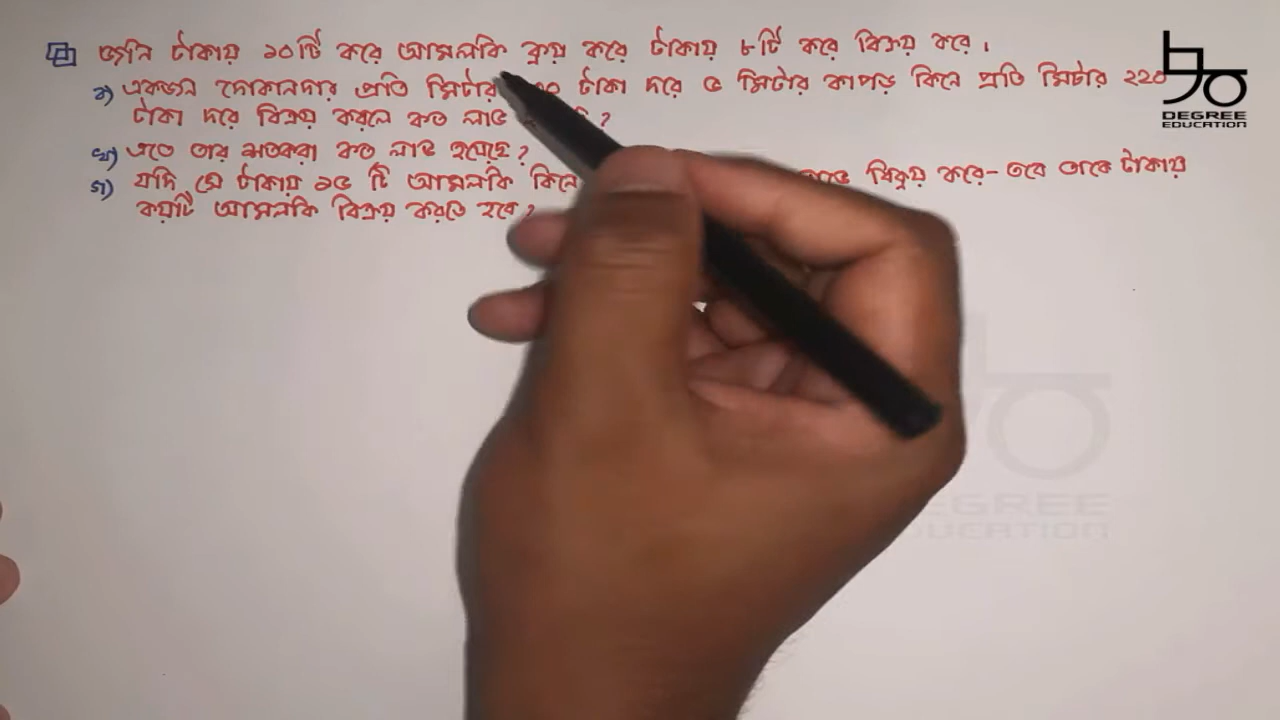 জনি টাকায় ১০টি করে আমলকি ক্রয় করে টাকায় ৮টি করে বিক্রয় করে।
ক) একজন দোকানদার প্রতি মিটার টাকা দরে ৫ মিটার কাপড় কিনে প্রতি মিটার ২২০
টাকা দরে বিক্রয় করলে কত লাভ ?
খ) এতে তার শতকরা কত লাভ হয়েছে?
গ) যদি সে টাকায় ১৫ টি আমলকি কিনে বিক্রয় করে- তবে তাকে টাকায়
কয়টি আমলকি বিক্রয় করতে হবে?
DEGREE
EDUCATION
DEGREE
EDUCATION